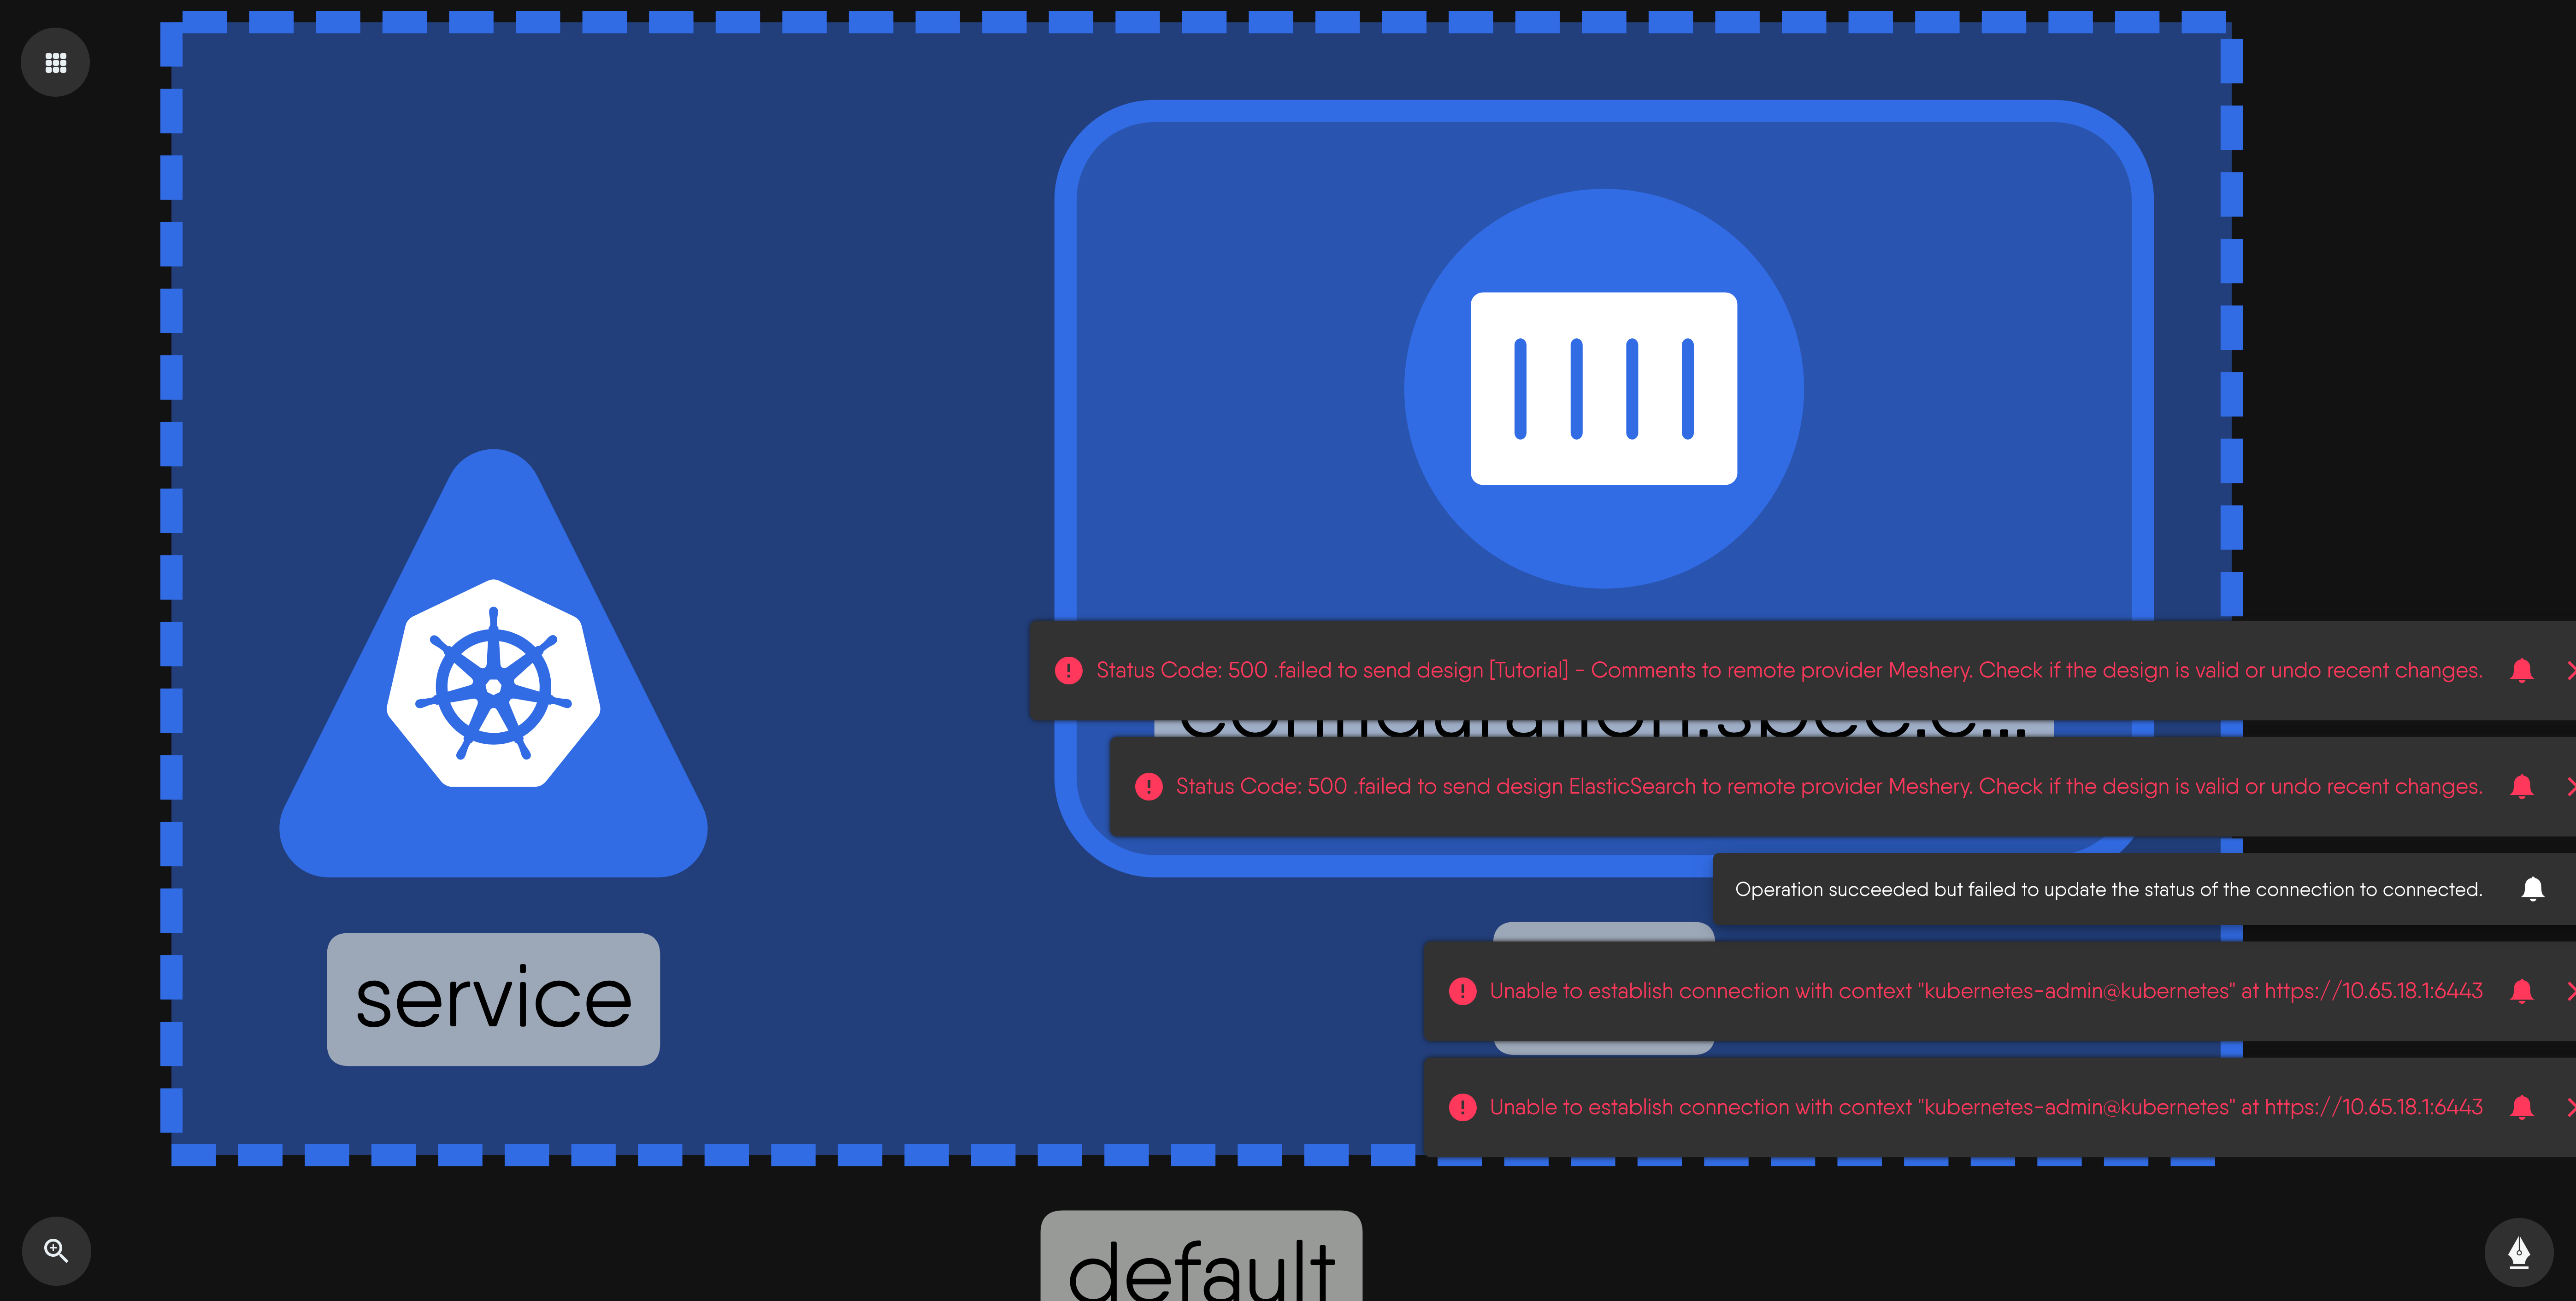 Status Code: 500 .failed to send design [Tutorial] - Comments to remote provider Meshery. Check if the design is valid or undo recent changes.
configuration.spec.c...
Status Code: 500 .failed to send design ElasticSearch to remote provider Meshery. Check if the design is valid or undo recent changes.
Operation succeeded but failed to update the status of the connection to connected.
service
Unable to establish connection with context "kubernetes-admin@kubernetes" at https://10.65.18.1:6443
Unable to establish connection with context "kubernetes-admin@kubernetes" at https://10.65.18.1:6443
default